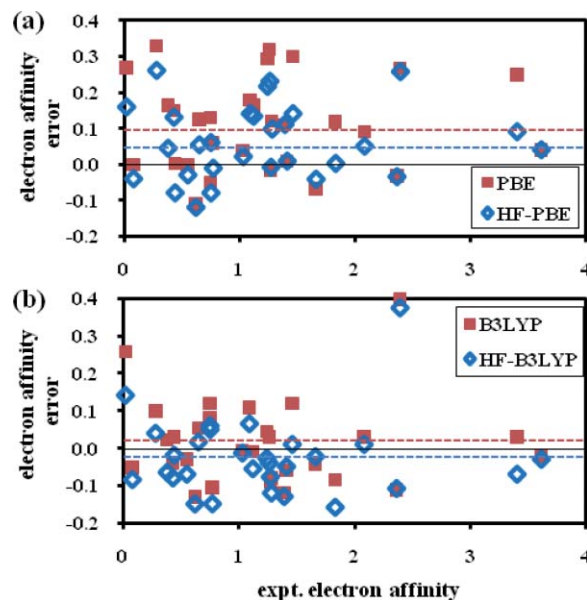 (a)
electron affinity
error
0.4
0.3
0.2
0.1
0.0
-0.1
-0.2
0 1 2 3 4
PBE
HF-PBE
(b)
electron affinity
error
0.4
0.3
0.2
0.1
0.0
-0.1
-0.2
0 1 2 3 4
B3LYP
HF-B3LYP
expt. electron affinity